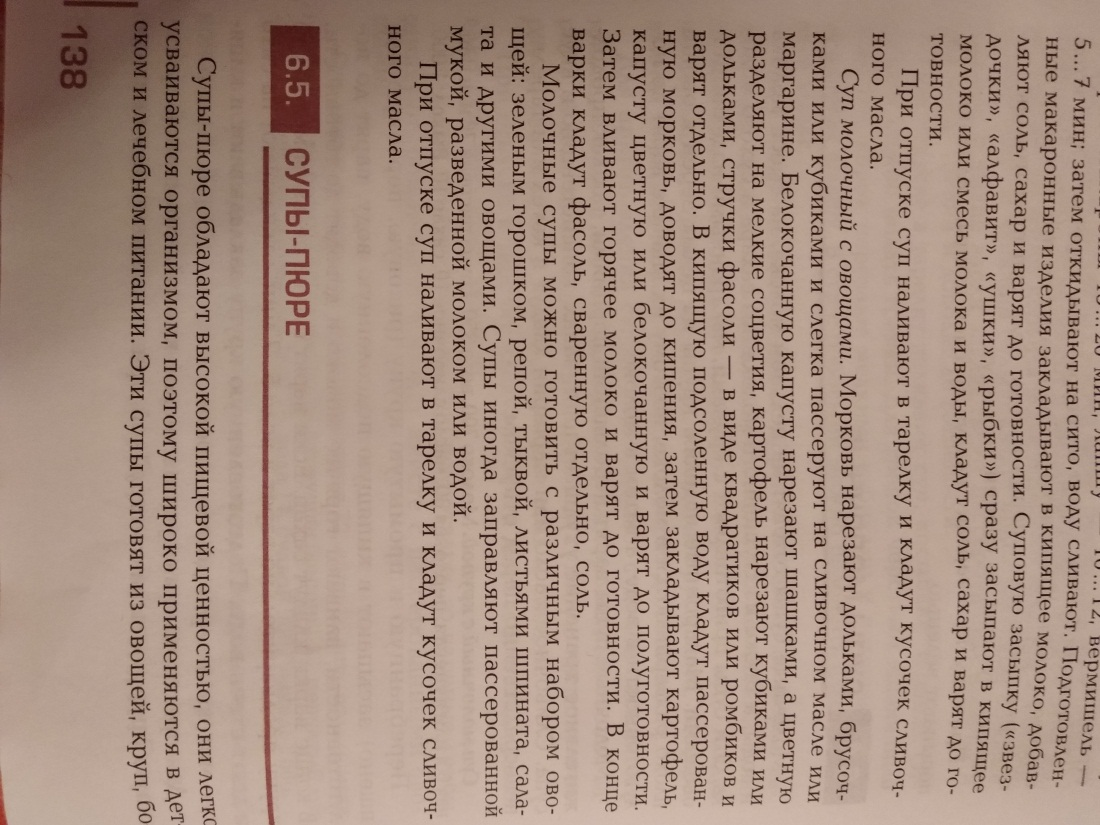 5 ... 7 мин; затем откидывают на сито, воду сливают. Подготовлен-
ные макаронные изделия закладывают в кипящее молоко, добав-
ляют соль, сахар и варят до готовности. Суповую засыпку («звез-
дочки», «алфавит», «ушки», «рыбки») сразу засыпают в кипящее
молоко или смесь молока и воды, кладут соль, сахар и варят до го-
товности.
При отпуске суп наливают в тарелку и кладут кусочек сливоч-
ного масла.
Суп молочный с овощами. Морковь нарезают дольками, брусоч-
ками или кубиками и слегка пассеруют на сливочном масле или
маргарине. Белокочанную капусту нарезают шашками, а цветную
разделяют на мелкие соцветия, картофель нарезают кубиками или
дольками, стручки фасоли — в виде квадратиков или ромбиков и
варят отдельно. В кипящую подсоленную воду кладут пассерован-
ную морковь, доводят до кипения, затем закладывают картофель,
капусту цветную или белокочанную и варят до полуготовности.
Затем вливают горячее молоко и варят до готовности. В конце
варки кладут фасоль, сваренную отдельно, соль.
Молочные супы можно готовить с различным набором ово-
щей: зеленым горошком, репой, тыквой, листьями шпината, сала-
та и другими овощами. Супы иногда заправляют пассерованной
мукой, разведенной молоком или водой.
При отпуске суп наливают в тарелку и кладут кусочек сливоч-
ного масла.
6.5. СУПЫ-ПЮРЕ
Супы-пюре обладают высокой пищевой ценностью, они легко
усваиваются организмом, поэтому широко применяются в дет-
ском и лечебном питании. Эти супы готовят из овощей, круп, бо
138